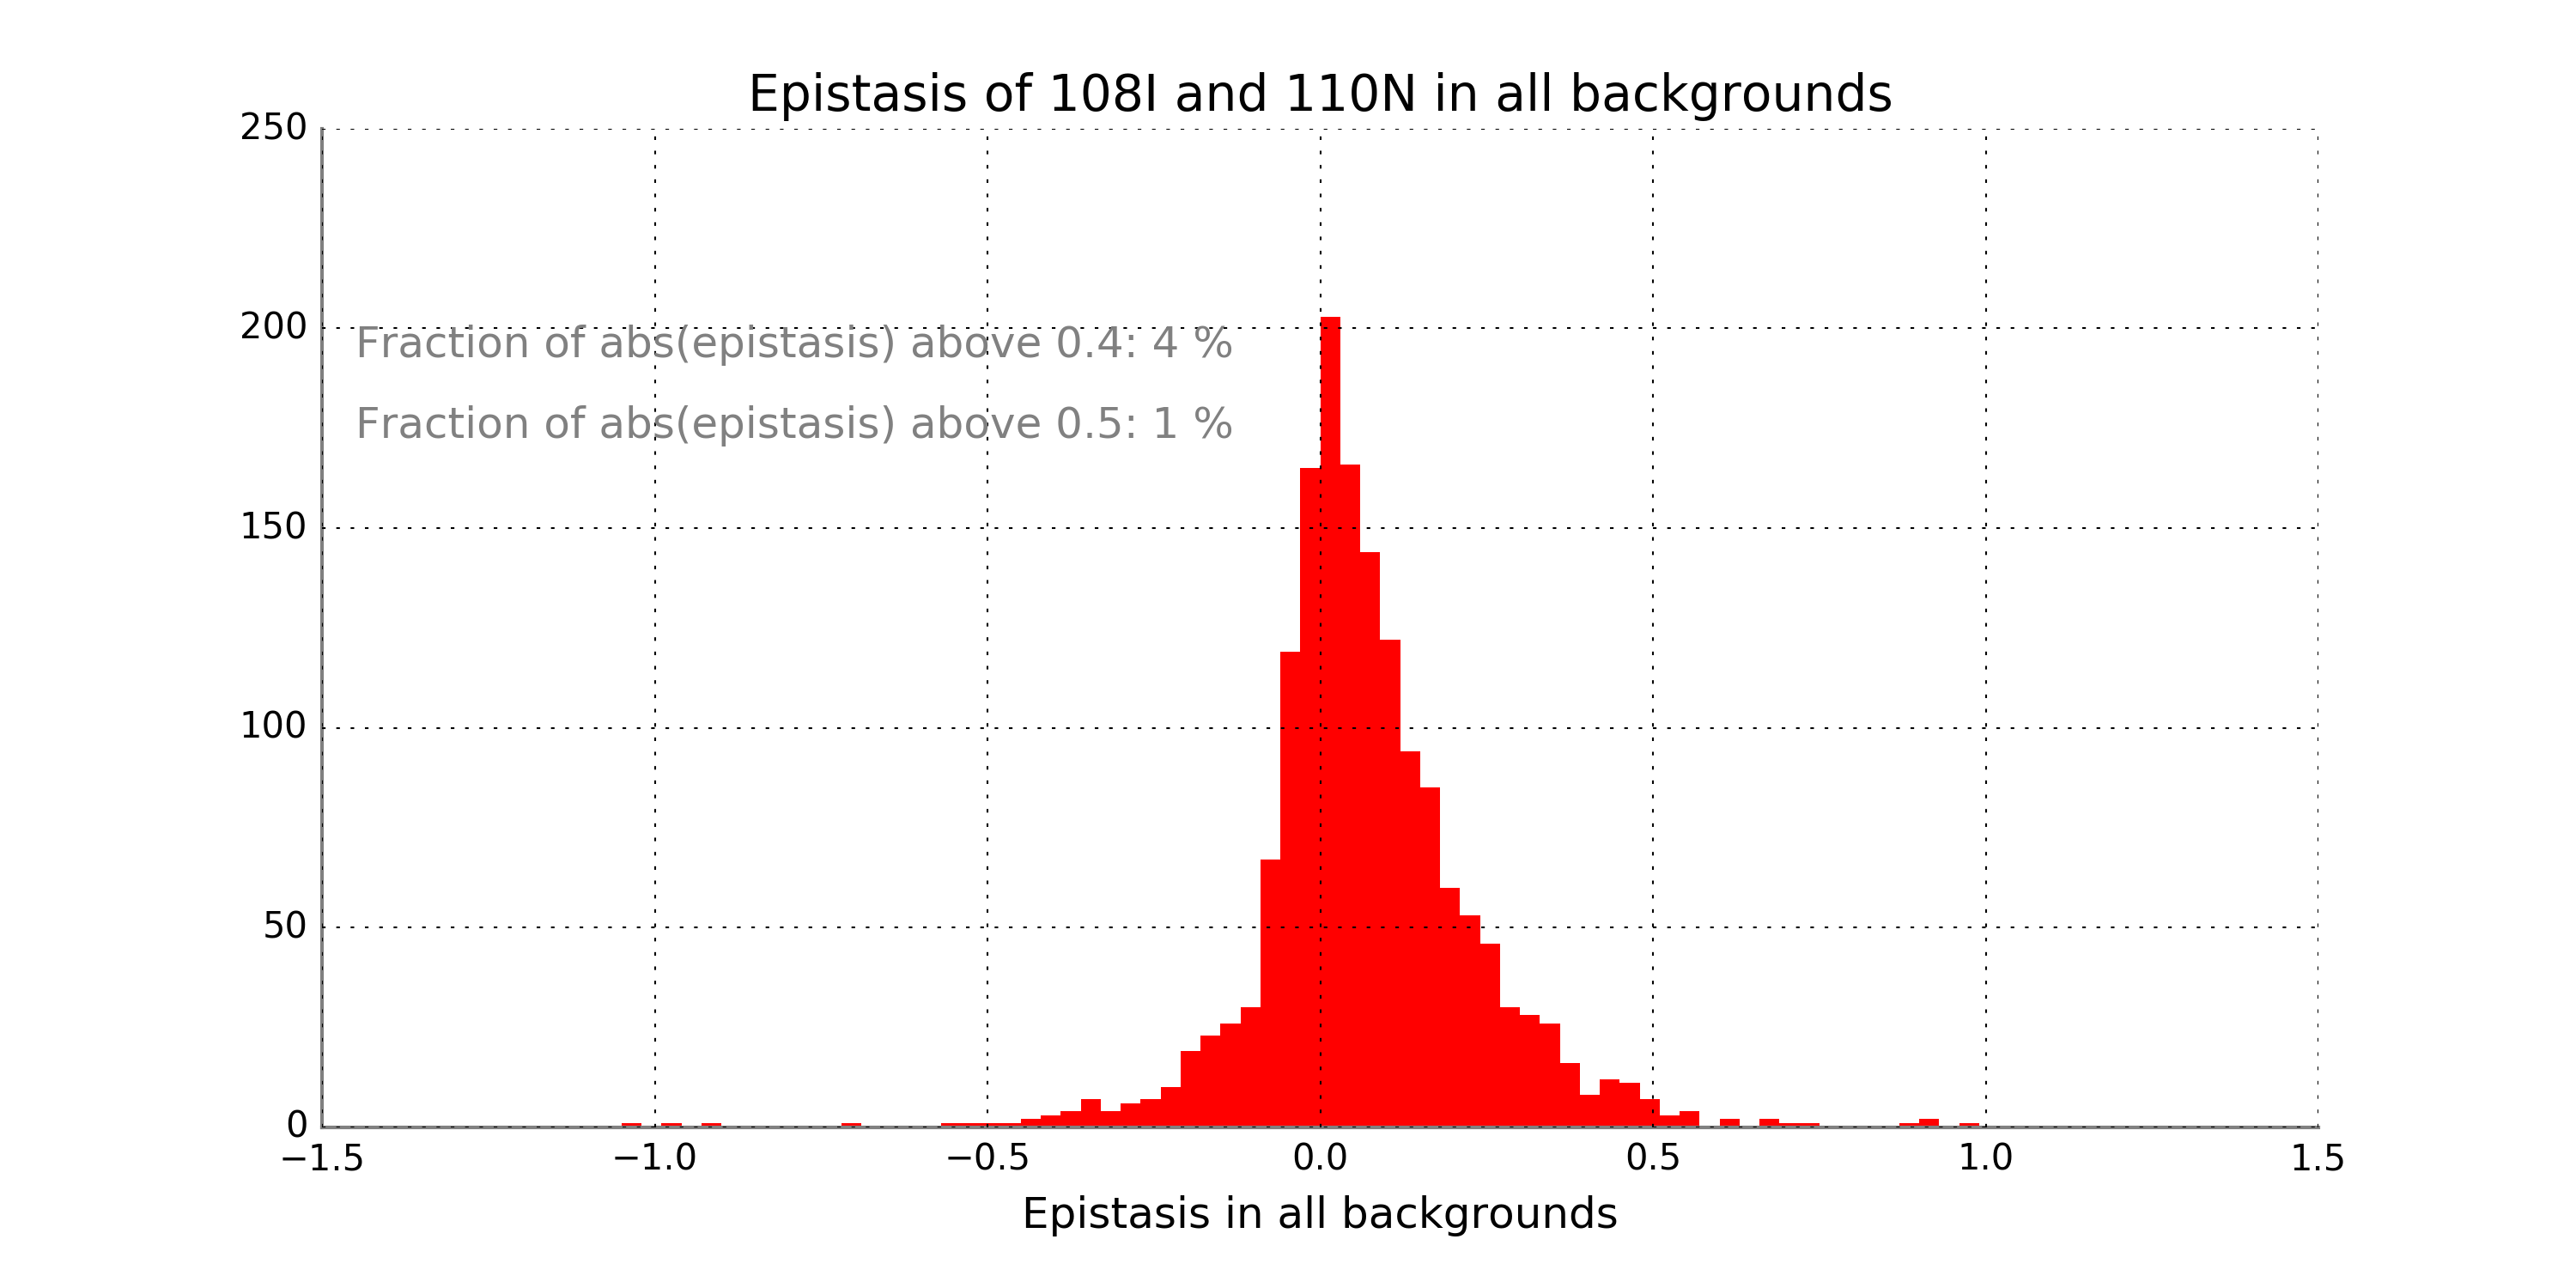 Epistasis of 108I and 110N in all backgrounds
250
200
Fraction of abs(epistasis) above 0.4: 4 %
Fraction of abs(epistasis) above 0.5: 1 %
150
100
50
0
−1.5 −1.0 −0.5 0.0 0.5 1.0 1.5
Epistasis in all backgrounds